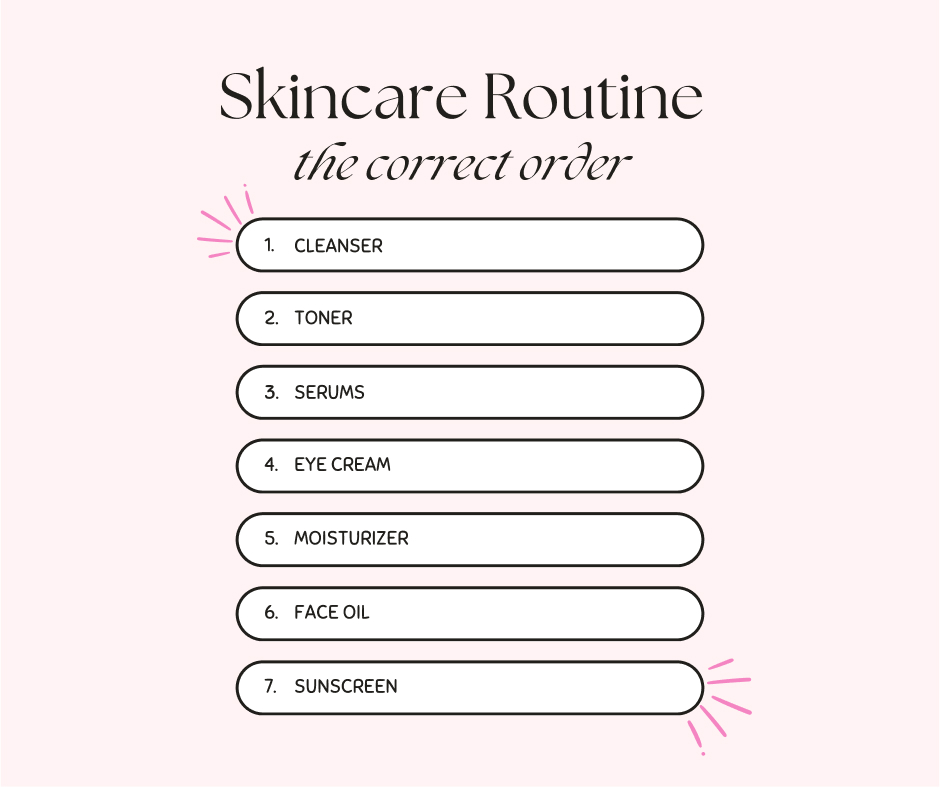 Skincare Routine
the correct order
1. CLEANSER
2. TONER
3. SERUMS
4. EYE CREAM
5. MOISTURIZER
6. FACE OIL
7. SUNSCREEN